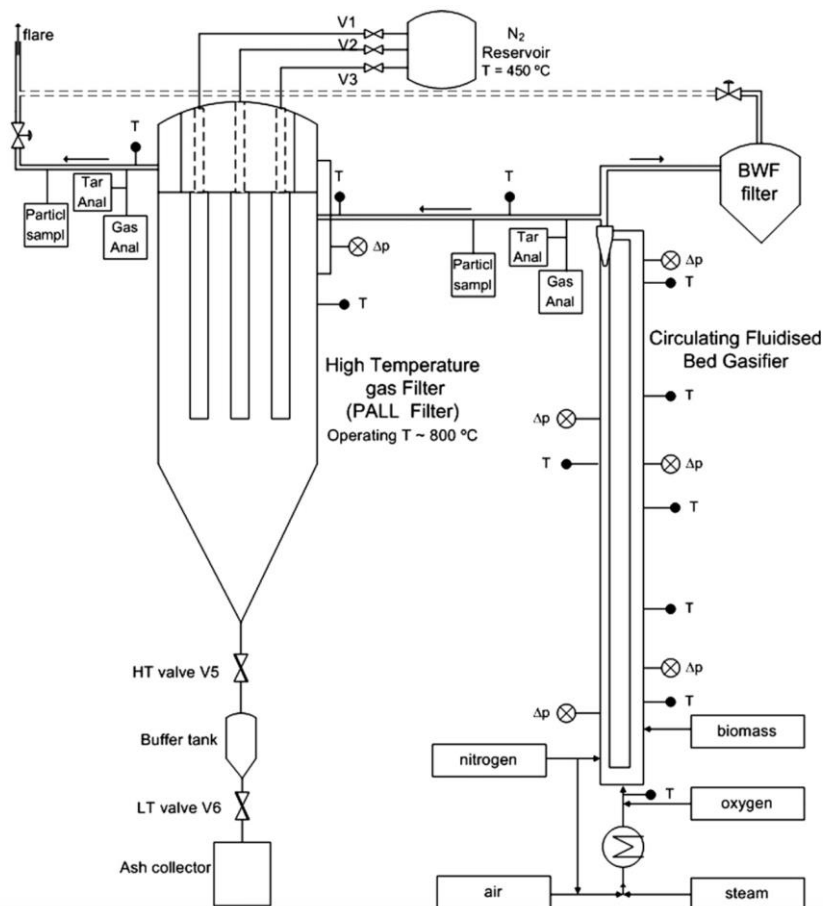 flare
V1
V2
V3
N₂
Reservoir
T = 450 ºC
T
T
T
BWF
filter
Particl
sampl
Tar
Anal
Gas
Anal
Δp
Particl
sampl
Tar
Anal
Gas
Anal
Δp
T
T
Circulating Fluidised
Bed Gasifier
High Temperature
gas Filter
(PALL Filter)
Operating T ~ 800 ºC
T
Δp
T
Δp
T
T
HT valve V5
Δp
T
Δp
Buffer tank
biomass
nitrogen
T
oxygen
LT valve V6
Ash collector
air
steam